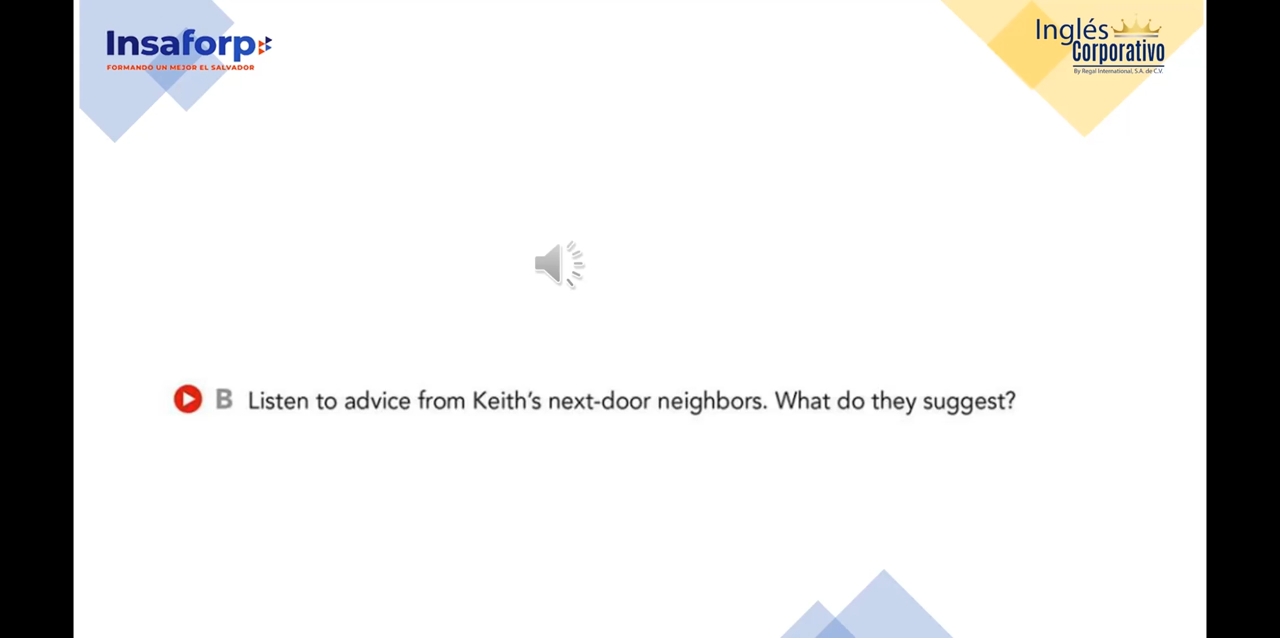 Insaforp
FORMANDO UN MEJOR EL SALVADOR
Inglés
Corporativo
By Regal International, S.A. de C.V.
B Listen to advice from Keith's next-door neighbors. What do they suggest?